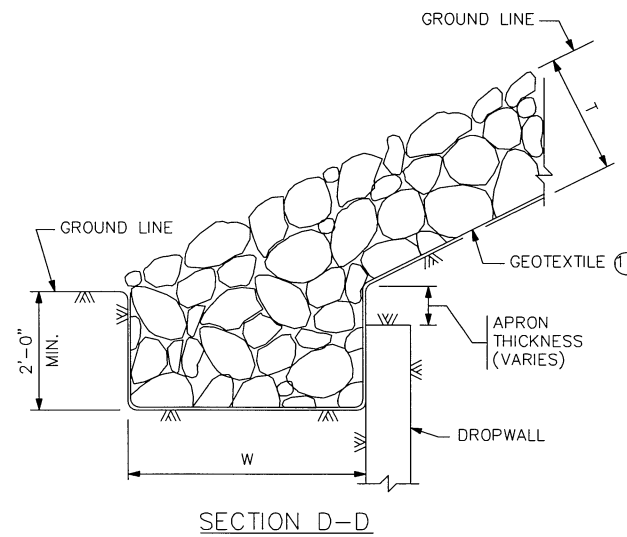 GROUND LINE
T
GROUND LINE
GEOTEXTILE 1
2'-0"
MIN.
APRON
THICKNESS
(VARIES)
DROPWALL
W
SECTION D-D